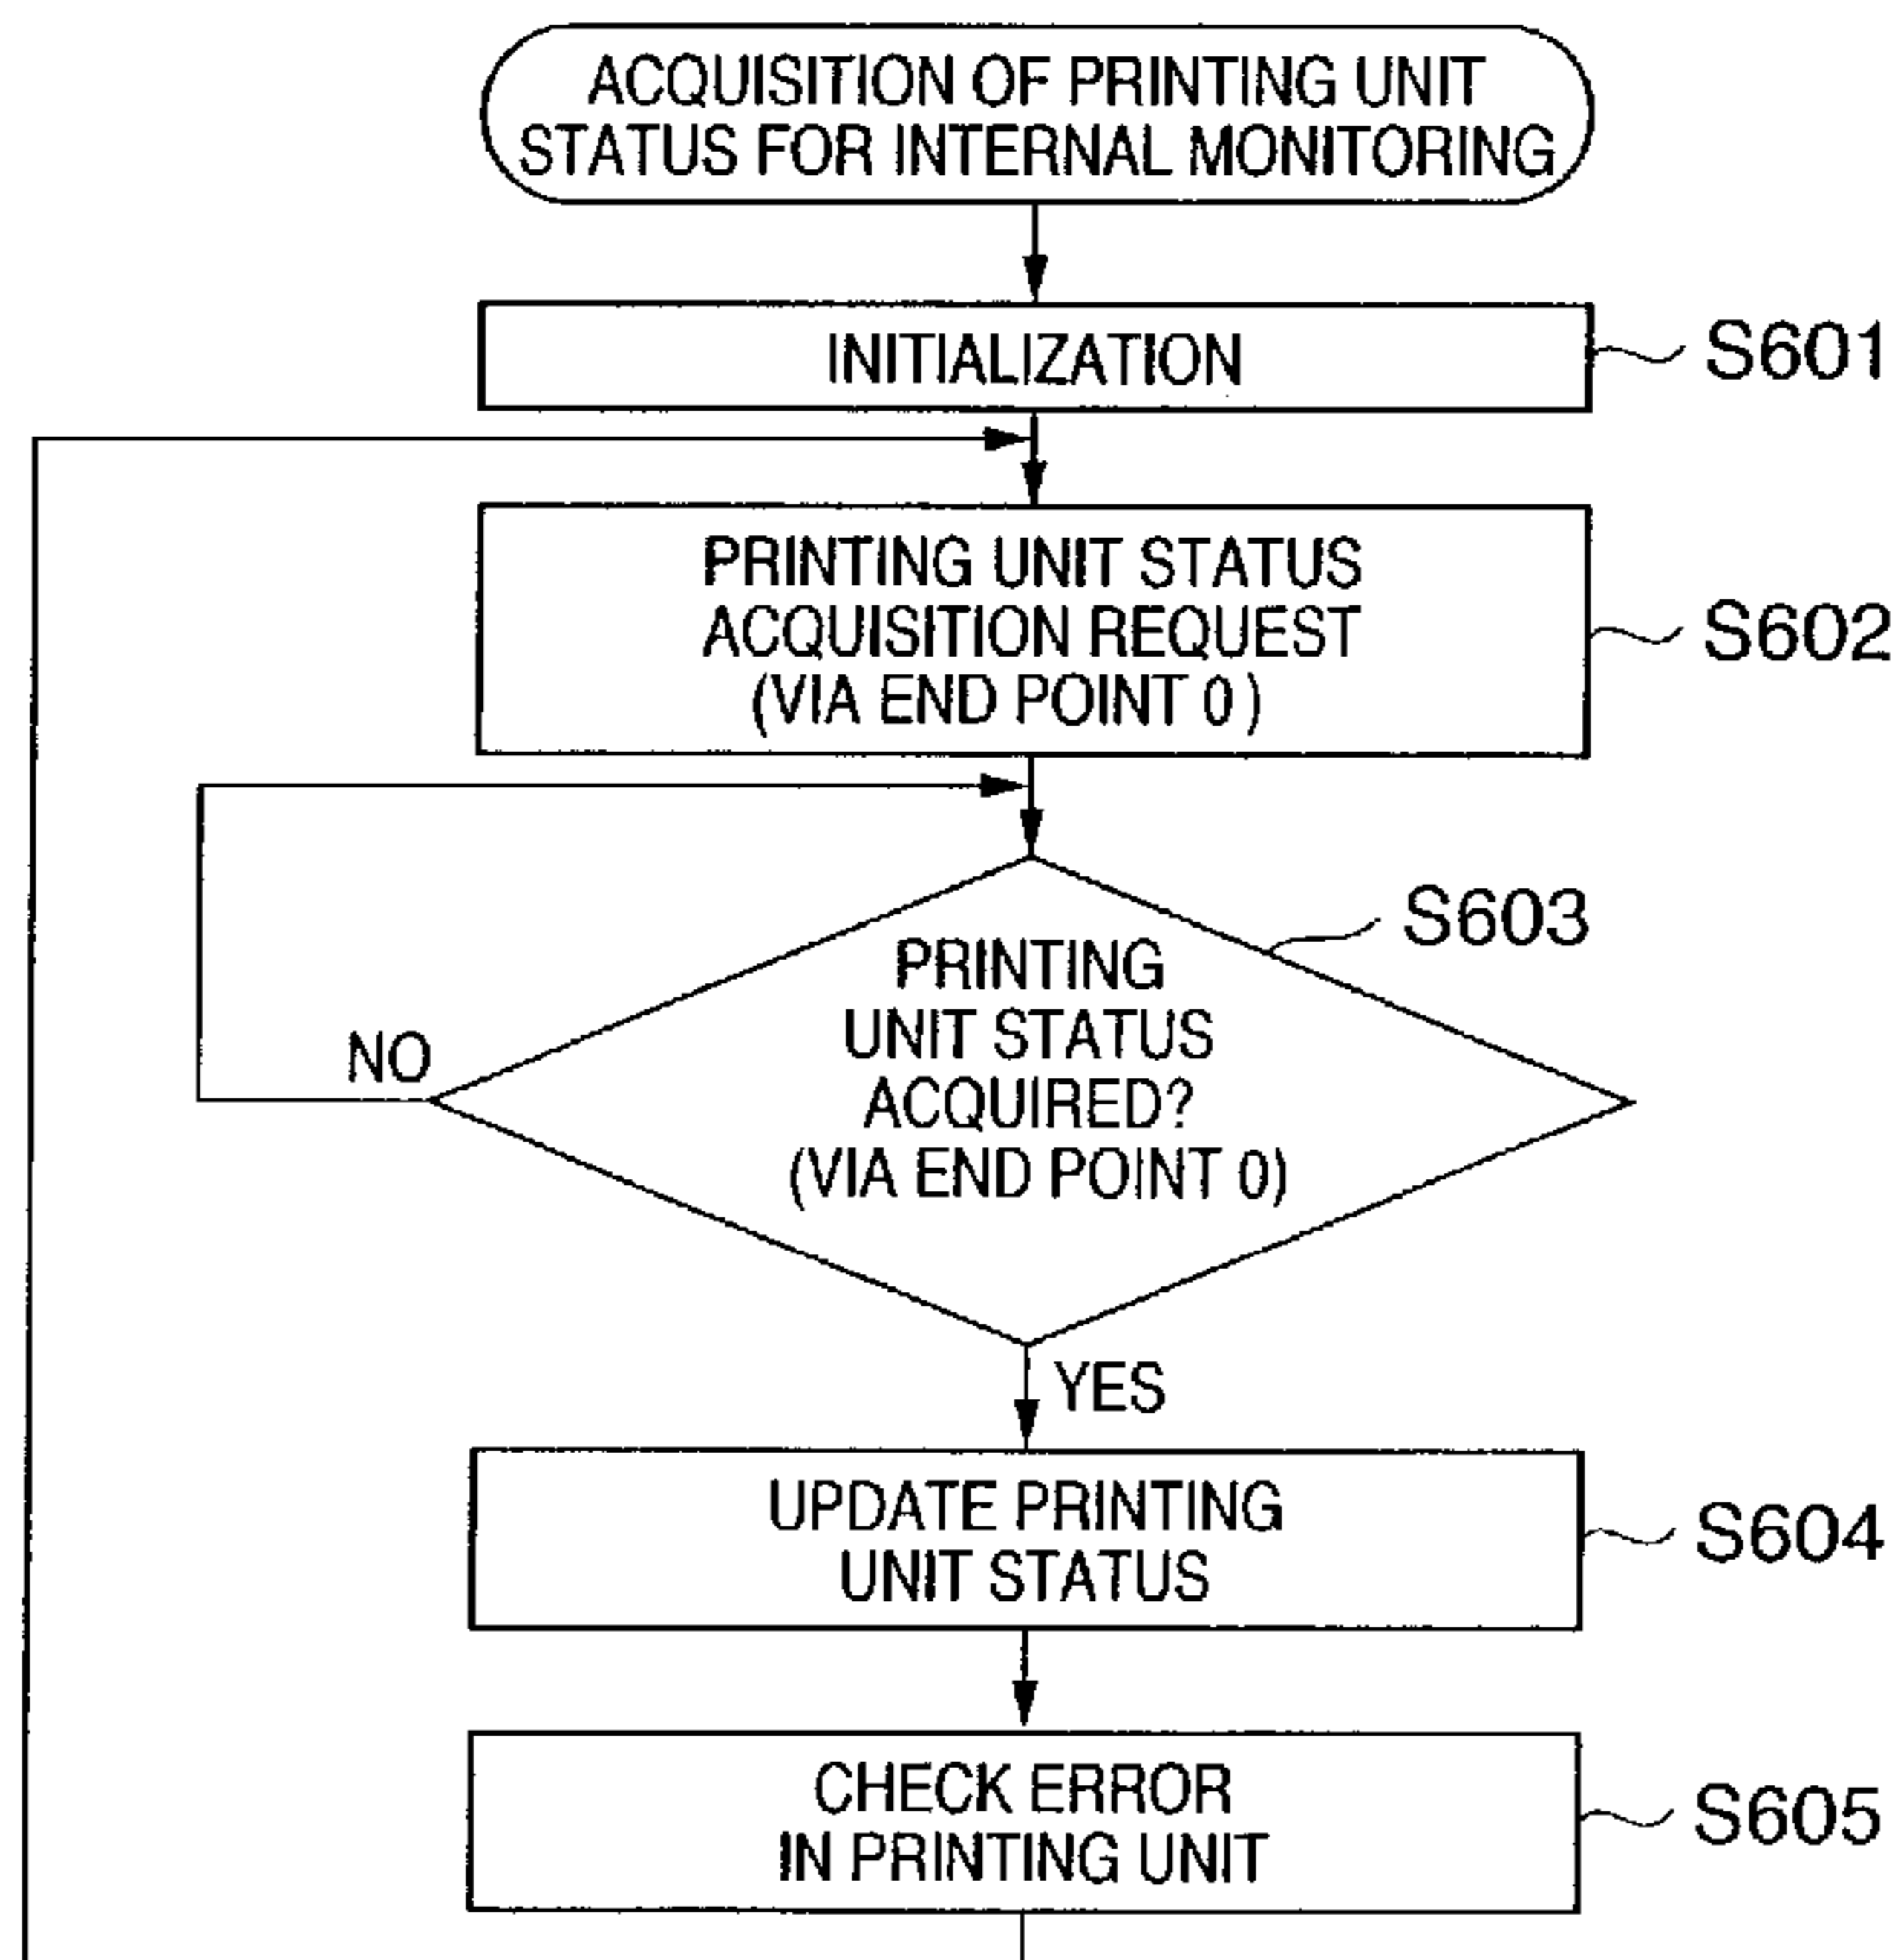 ACQUISITION OF PRINTING UNIT
STATUS FOR INTERNAL MONITORING
INITIALIZATION
S601
PRINTING UNIT STATUS
ACQUISITION REQUEST
(VIA END POINT 0 )
S602
S603
PRINTING
UNIT STATUS
ACQUIRED?
(VIA END POINT 0)
NO
YES
UPDATE PRINTING
UNIT STATUS
S604
CHECK ERROR
IN PRINTING UNIT
S605